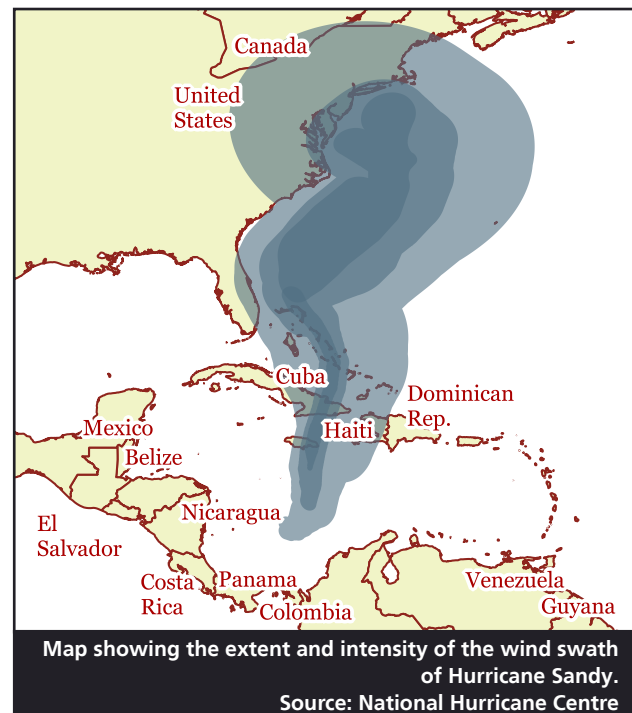 Canada
United
States
Cuba
Dominican
Rep.
Haiti
Mexico
Belize
Nicaragua
El
Salvador
Costa
Rica
Panama
Colombia
Venezuela
Guyana
Map showing the extent and intensity of the wind swath
of Hurricane Sandy.
Source: National Hurricane Centre